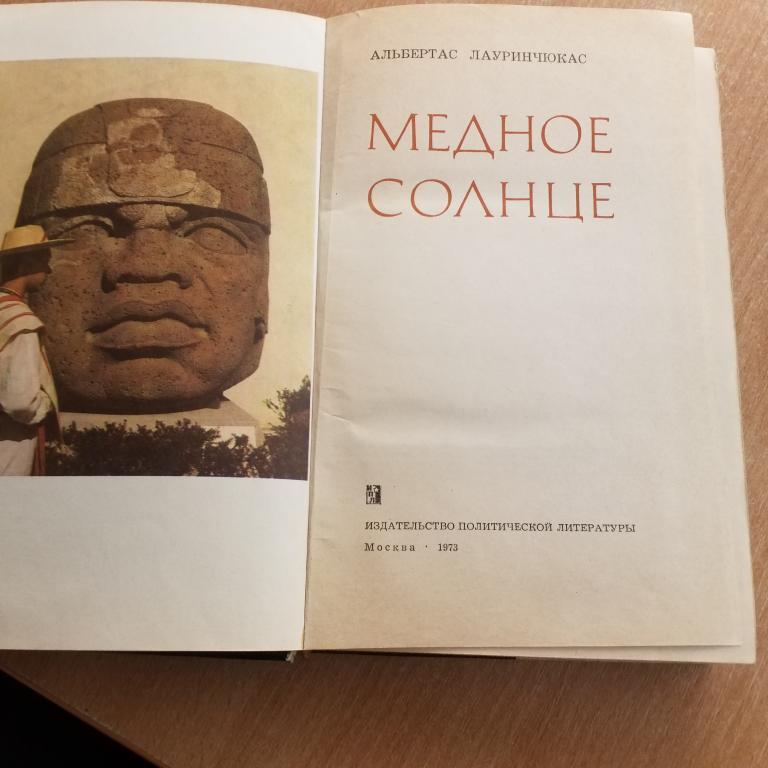 АЛЬБЕРТАС ЛАУРИНЧЮКАС
МЕДНОЕ
СОЛНЦЕ
ИЗДАТЕЛЬСТВО ПОЛИТИЧЕСКОЙ ЛИТЕРАТУРЫ
Москва · 1973